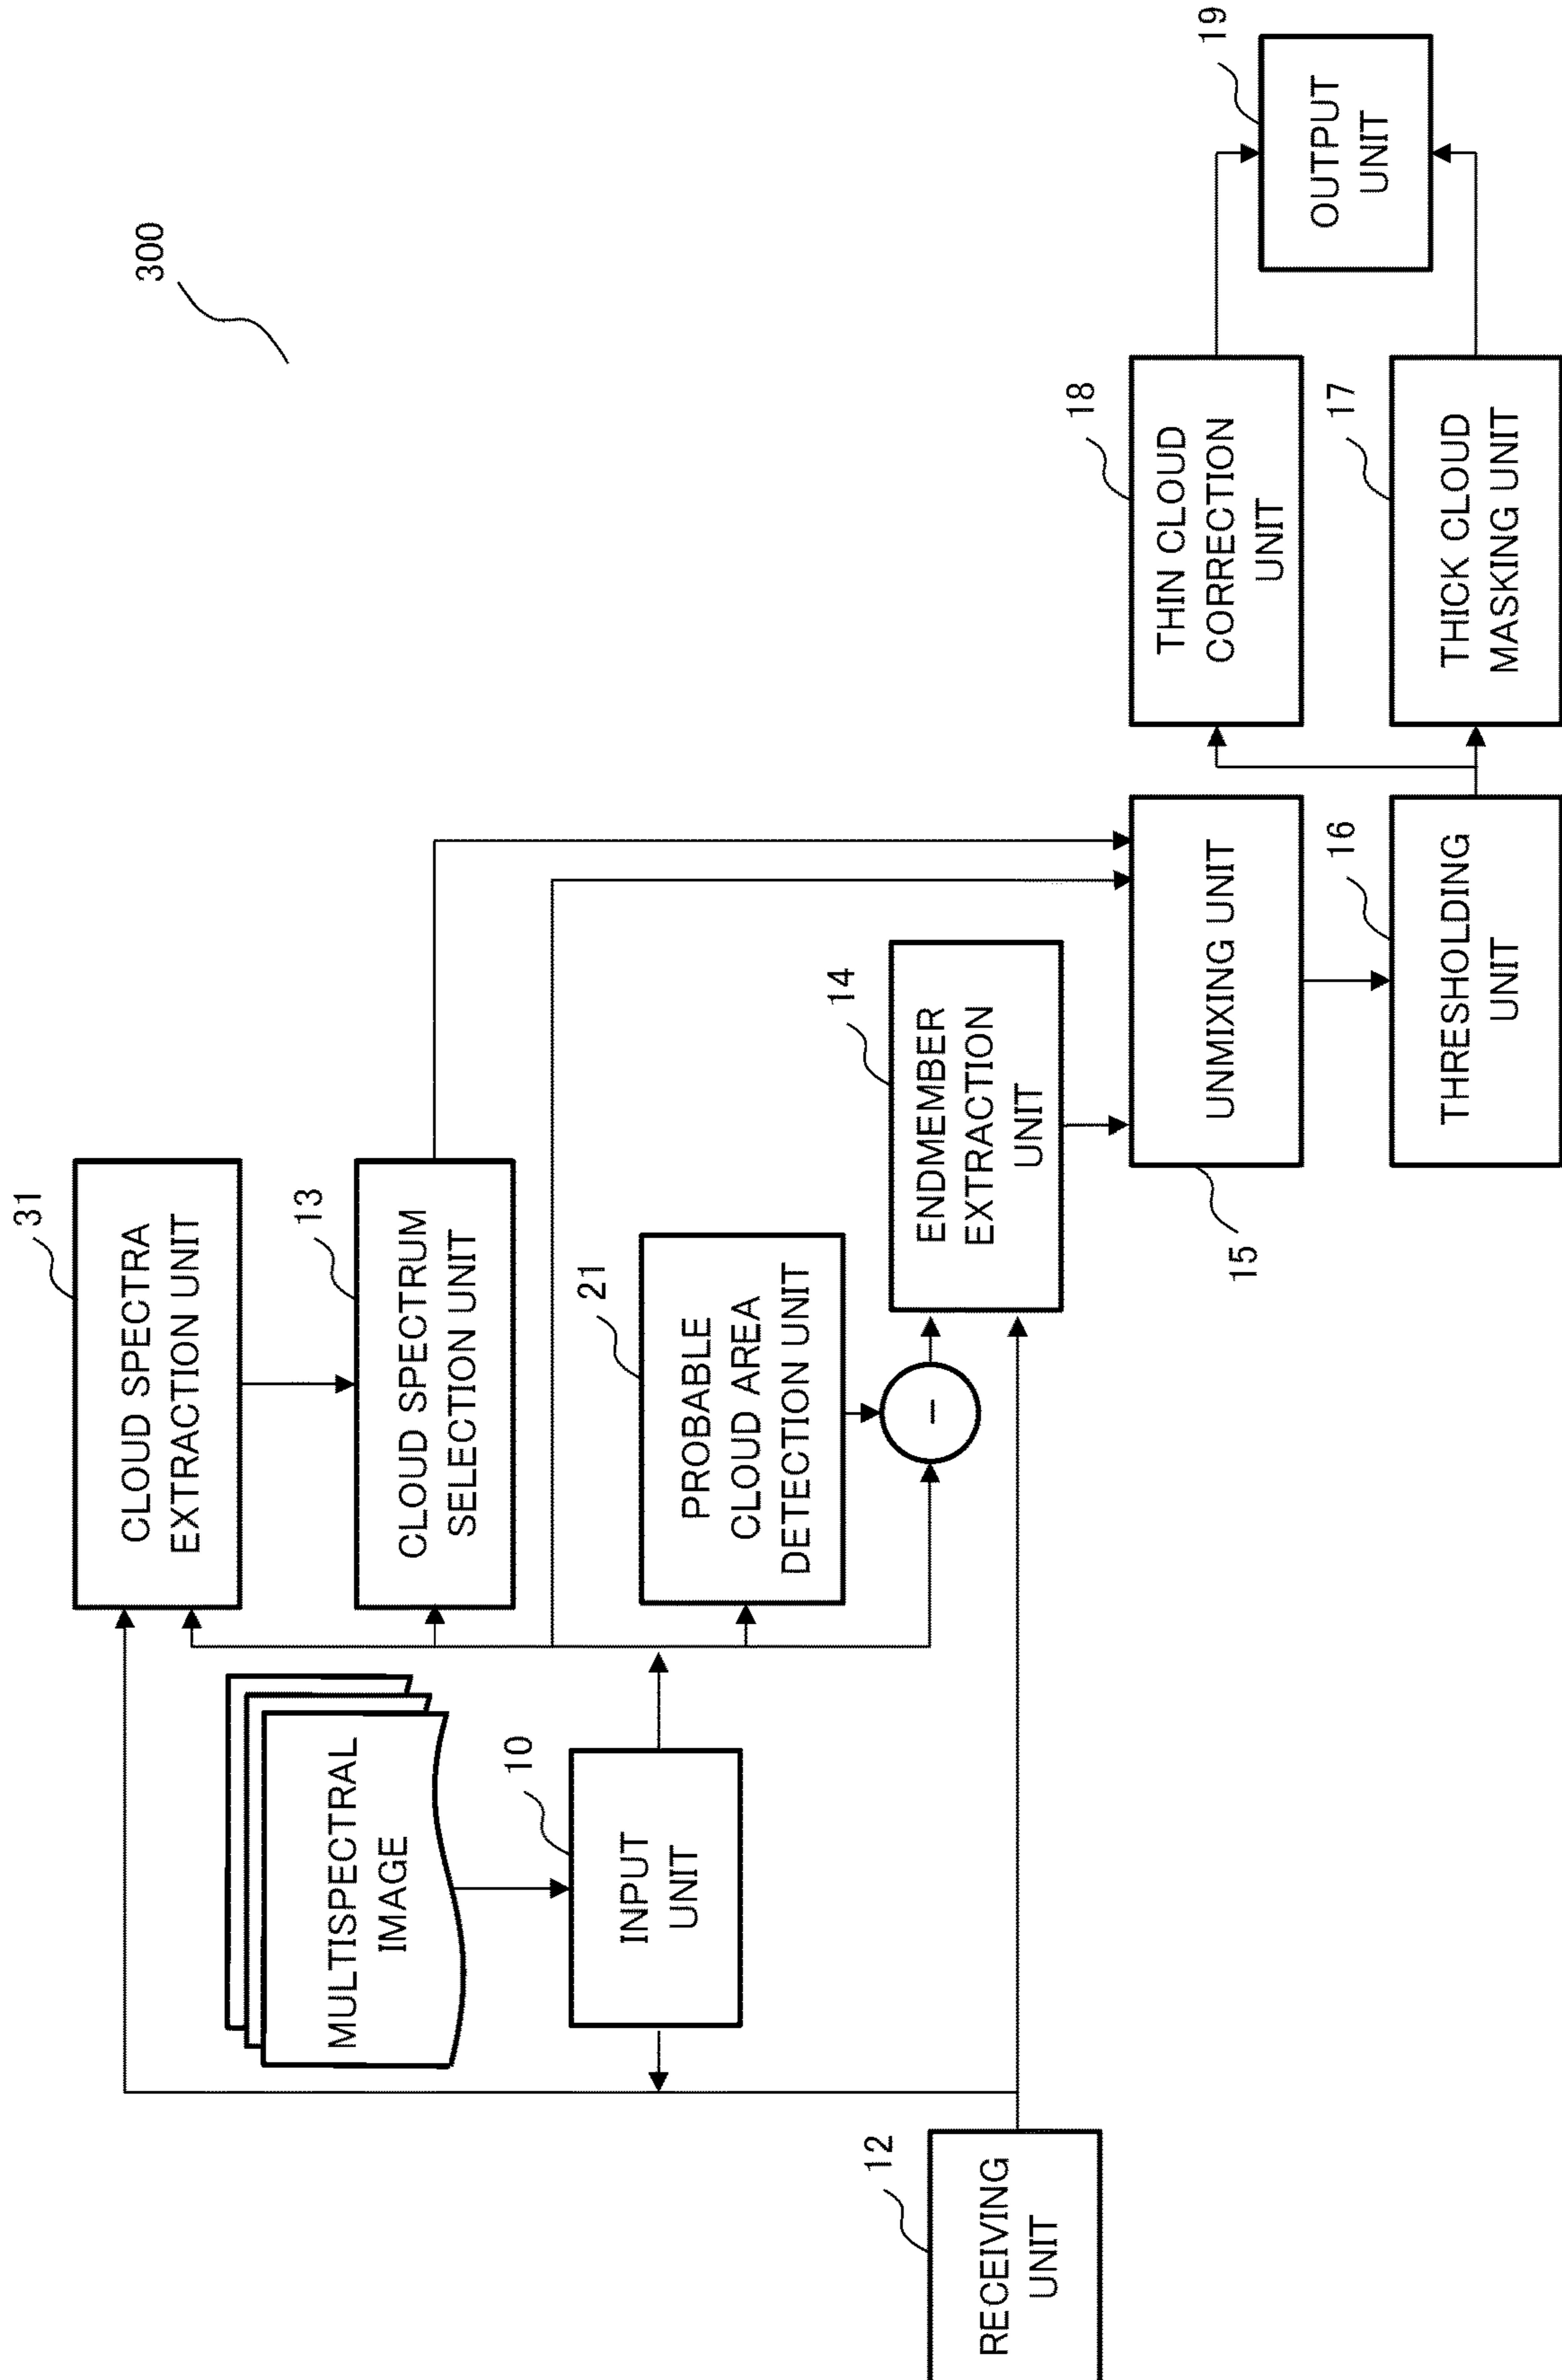 300
31
CLOUD SPECTRA
EXTRACTION UNIT
13
CLOUD SPECTRUM
SELECTION UNIT
MULTISPECTRAL
IMAGE
10
INPUT
UNIT
21
PROBABLE
CLOUD AREA
DETECTION UNIT
−
12
RECEIVING
UNIT
14
ENDMEMBER
EXTRACTION
UNIT
UNMIXING UNIT
15
16
THRESHOLDING
UNIT
18
THIN CLOUD
CORRECTION
UNIT
17
THICK CLOUD
MASKING UNIT
19
OUTPUT
UNIT